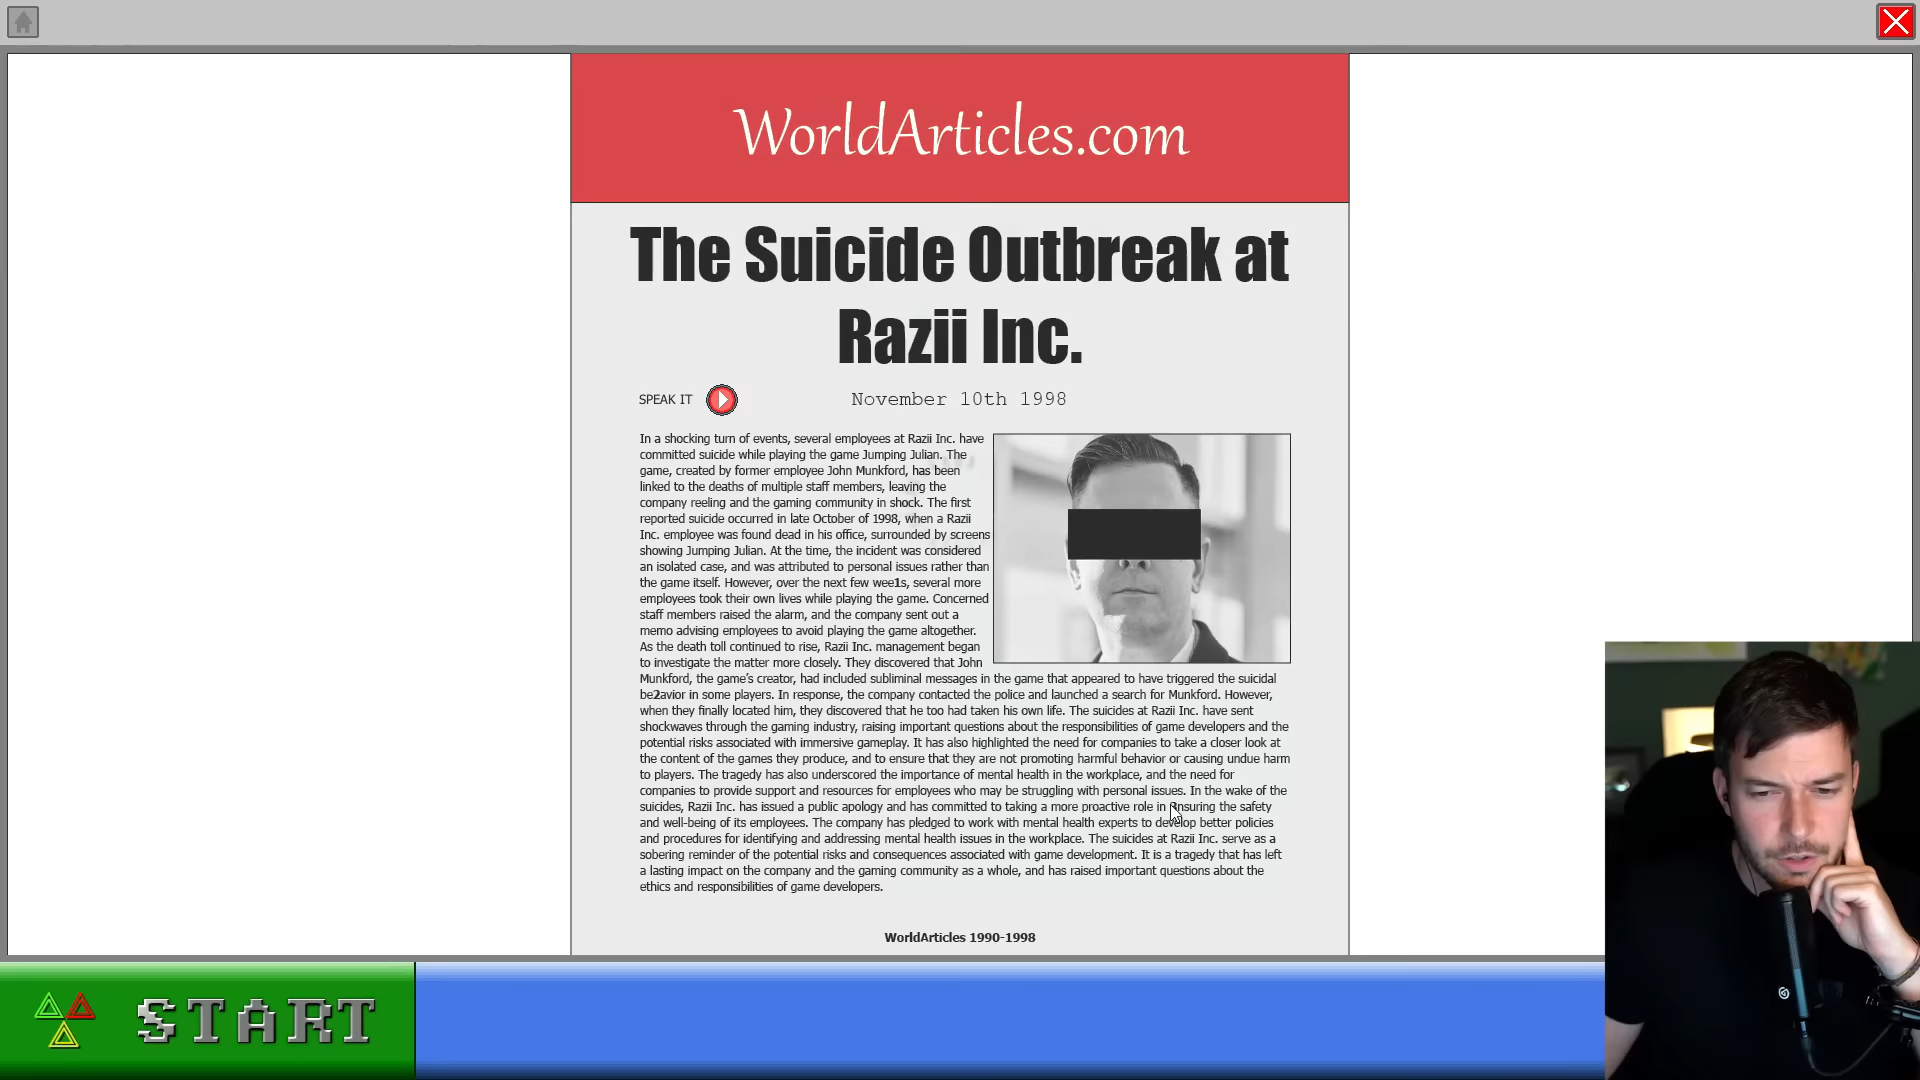 WorldArticles.com
The Suicide Outbreak at
Razii Inc.
SPEAK IT
November 10th 1998
In a shocking turn of events, several employees at Razii Inc. have
committed suicide while playing the game Jumping Julian. The
game, created by former employee John Munkford, has been
linked to the deaths of multiple staff members, leaving the
company reeling and the gaming community in shock. The first
reported suicide occurred in late October of 1998, when a Razii
Inc. employee was found dead in his office, surrounded by screens
showing Jumping Julian. At the time, the incident was considered
an isolated case, and was attributed to personal issues rather than
the game itself. However, over the next few wee1s, several more
employees took their own lives while playing the game. Concerned
staff members raised the alarm, and the company sent out a
memo advising employees to avoid playing the game altogether.
As the death toll continued to rise, Razii Inc. management began
to investigate the matter more closely. They discovered that John
Munkford, the game's creator, had included subliminal messages in the game that appeared to have triggered the suicidal
be2avior in some players. In response, the company contacted the police and launched a search for Munkford. However,
when they finally located him, they discovered that he too had taken his own life. The suicides at Razii Inc. have sent
shockwaves through the gaming industry, raising important questions about the responsibilities of game developers and the
potential risks associated with immersive gameplay. It has also highlighted the need for companies to take a closer look at
the content of the games they produce, and to ensure that they are not promoting harmful behavior or causing undue harm
to players. The tragedy has also underscored the importance of mental health in the workplace, and the need for
companies to provide support and resources for employees who may be struggling with personal issues. In the wake of the
suicides, Razii Inc. has issued a public apology and has committed to taking a more proactive role in the safety
and well-being of its employees. The company has pledged to work with mental health experts to develop better policies
and procedures for identifying and addressing mental health issues in the workplace. The suicides at Razii Inc. serve as a
sobering reminder of the potential risks and consequences associated with game development. It is a tragedy that has left
a lasting impact on the company and the gaming community as a whole, and has raised important questions about the
ethics and responsibilities of game developers.
WorldArticles 1990-1998
START